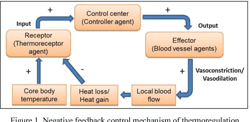 +
Control center
(Controller agent)
+
Input
Output
Receptor
(Thermoreceptor
agent)
Effector
(Blood vessel agents)
+
-
+
Vasoconstriction/
Vasodilation
Core body
temperature
Heat loss/
Heat gain
Local blood
flow
Figure 1. Negative feedback control mechanism of thermoregulation